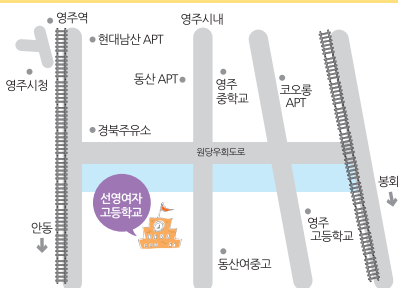 영주역
영주시내
현대남산 APT
영주시청
동산 APT
영주
중학교
코오롱
APT
경북주유소
원당우회도로
선영여자
고등학교
봉화
안동
영주
고등학교
동산여중고